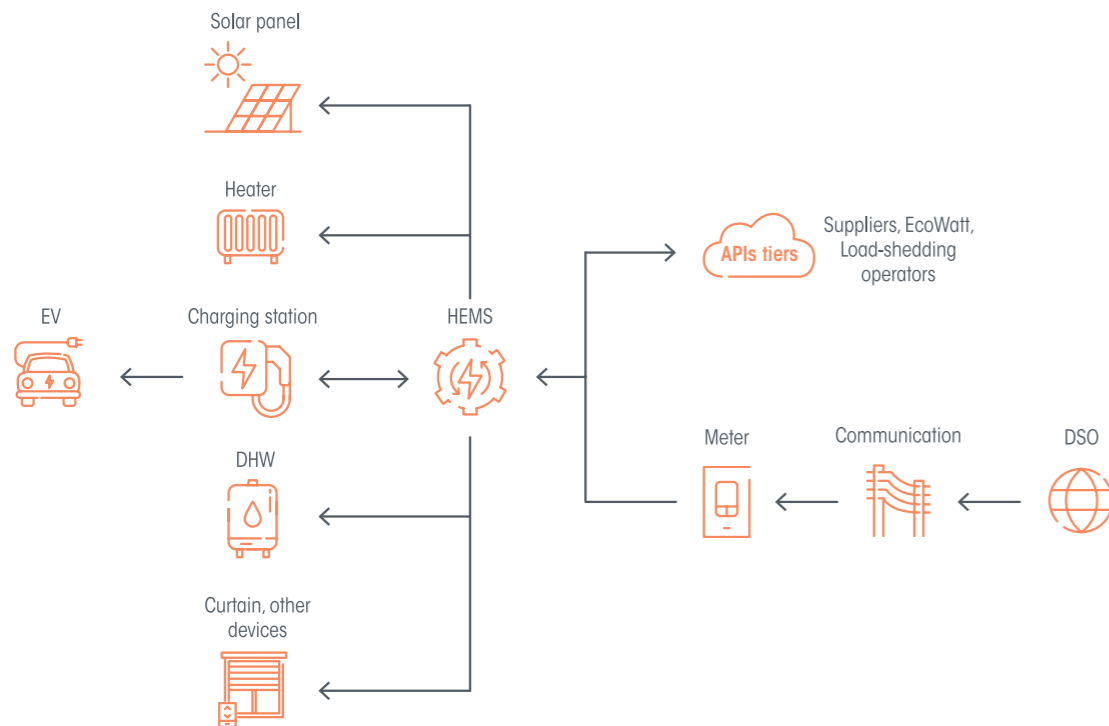 Solar panel
Heater
EV
Charging station
HEMS
DHW
Curtain, other
devices
APIs tiers
Suppliers, EcoWatt,
Load-shedding
operators
Meter
Communication
DSO